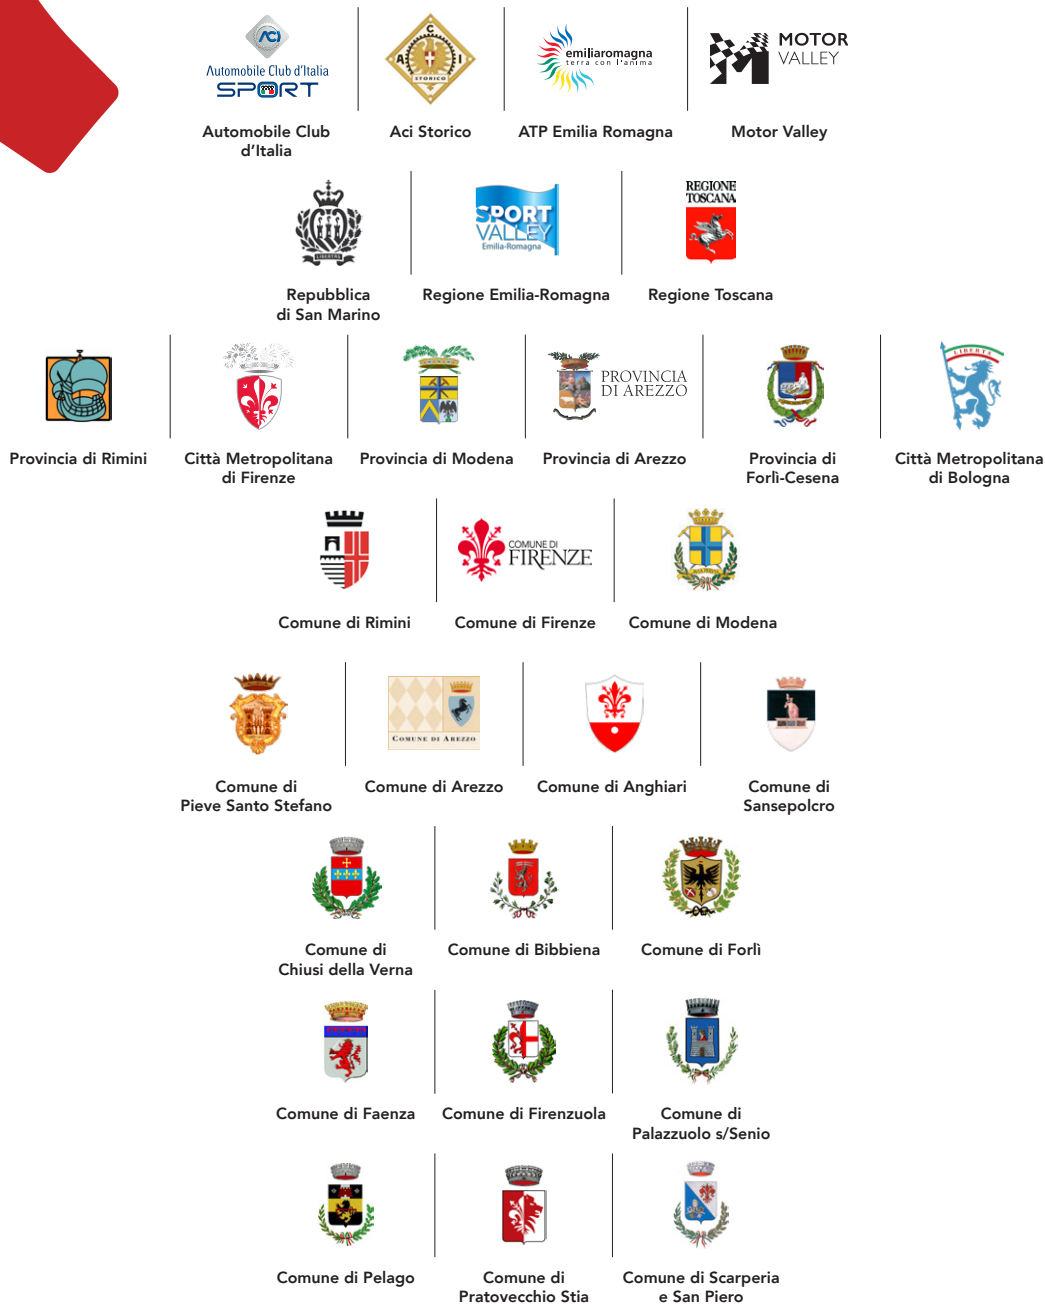 ACI
Automobile Club d'Italia
SPORT
A C I
STORICO
emiliaromagna
terra con l'anima
MOTOR
VALLEY
Automobile Club
d'Italia
Aci Storico
ATP Emilia Romagna
Motor Valley
LIBERTAS
SPORT
VALLEY
Emilia-Romagna
REGIONE
TOSCANA
Repubblica
di San Marino
Regione Emilia-Romagna
Regione Toscana
PROVINCIA
DI AREZZO
LIBERTA
Provincia di Rimini
Città Metropolitana
di Firenze
Provincia di Modena
Provincia di Arezzo
Provincia di
Forlì-Cesena
Città Metropolitana
di Bologna
COMUNE DI
FIRENZE
Comune di Rimini
Comune di Firenze
Comune di Modena
COMUNE DI AREZZO
Comune di
Pieve Santo Stefano
Comune di Arezzo
Comune di Anghiari
Comune di
Sansepolcro
Comune di
Chiusi della Verna
Comune di Bibbiena
Comune di Forlì
Comune di Faenza
Comune di Firenzuola
Comune di
Palazzuolo s/Senio
Comune di Pelago
Comune di
Pratovecchio Stia
Comune di Scarperia
e San Piero